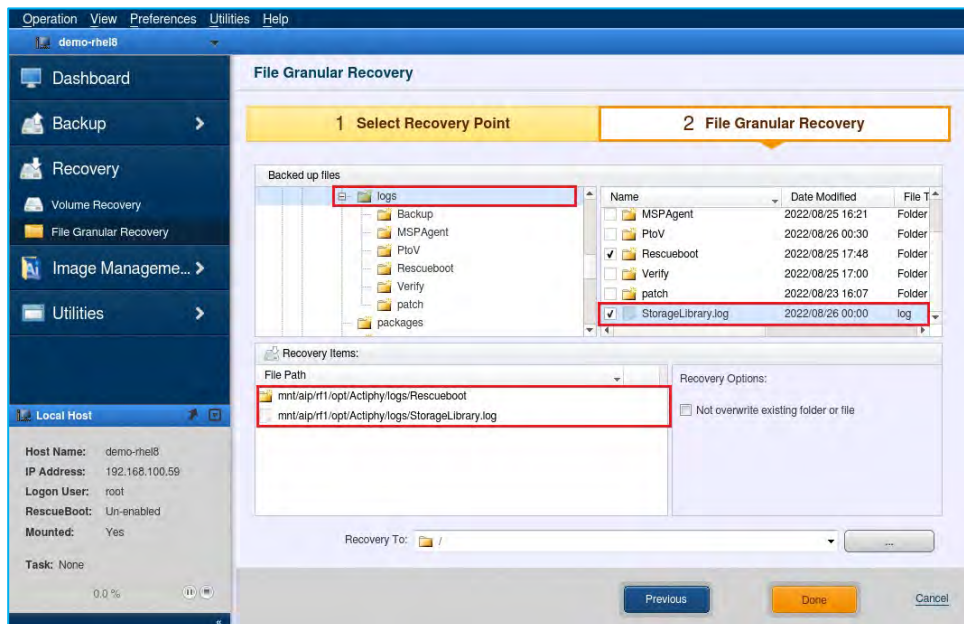 Operation View Preferences Utilities Help
demo-rhel8
Dashboard
Backup
Recovery
Volume Recovery
File Granular Recovery
Image Manageme...
Utilities
Local Host
Host Name: demo-rhel8
IP Address: 192.168.100.59
Logon User: root
RescueBoot: Un-enabled
Mounted: Yes
Task: None
0.0 %
File Granular Recovery
1 Select Recovery Point
2 File Granular Recovery
Backed up files
logs
Backup
MSPAgent
PtoV
Rescueboot
Verify
patch
packages
Name Date Modified File T
MSPAgent 2022/08/25 16:21 Folder
PtoV 2022/08/26 00:30 Folder
Rescueboot 2022/08/25 17:48 Folder
Verify 2022/08/25 17:00 Folder
patch 2022/08/23 16:07 Folder
StorageLibrary.log 2022/08/26 00:00 log
Recovery Items:
File Path
mnt/aip/rf1/opt/Actiphy/logs/Rescueboot
mnt/aip/rf1/opt/Actiphy/logs/StorageLibrary.log
Recovery Options:
Not overwrite existing folder or file
Recovery To: /
...
Previous
Done
Cancel